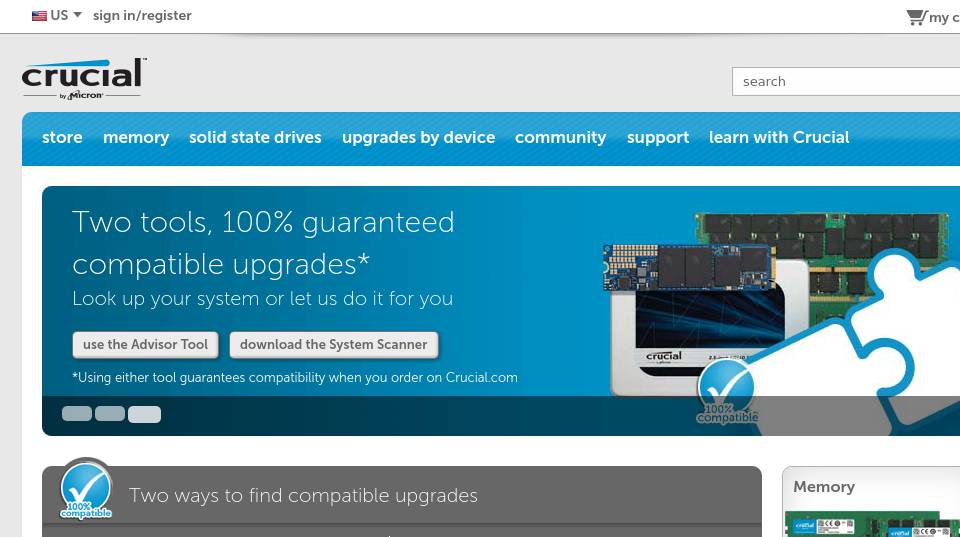 US
sign in/register
my c
crucial
by Micron
search
store
memory
solid state drives
upgrades by device
community
support
learn with Crucial
Two tools, 100% guaranteed
compatible upgrades*
Look up your system or let us do it for you
use the Advisor Tool
download the System Scanner
*Using either tool guarantees compatibility when you order on Crucial.com
crucial
100%
compatible
100%
compatible
Two ways to find compatible upgrades
Memory
crucial
crucial